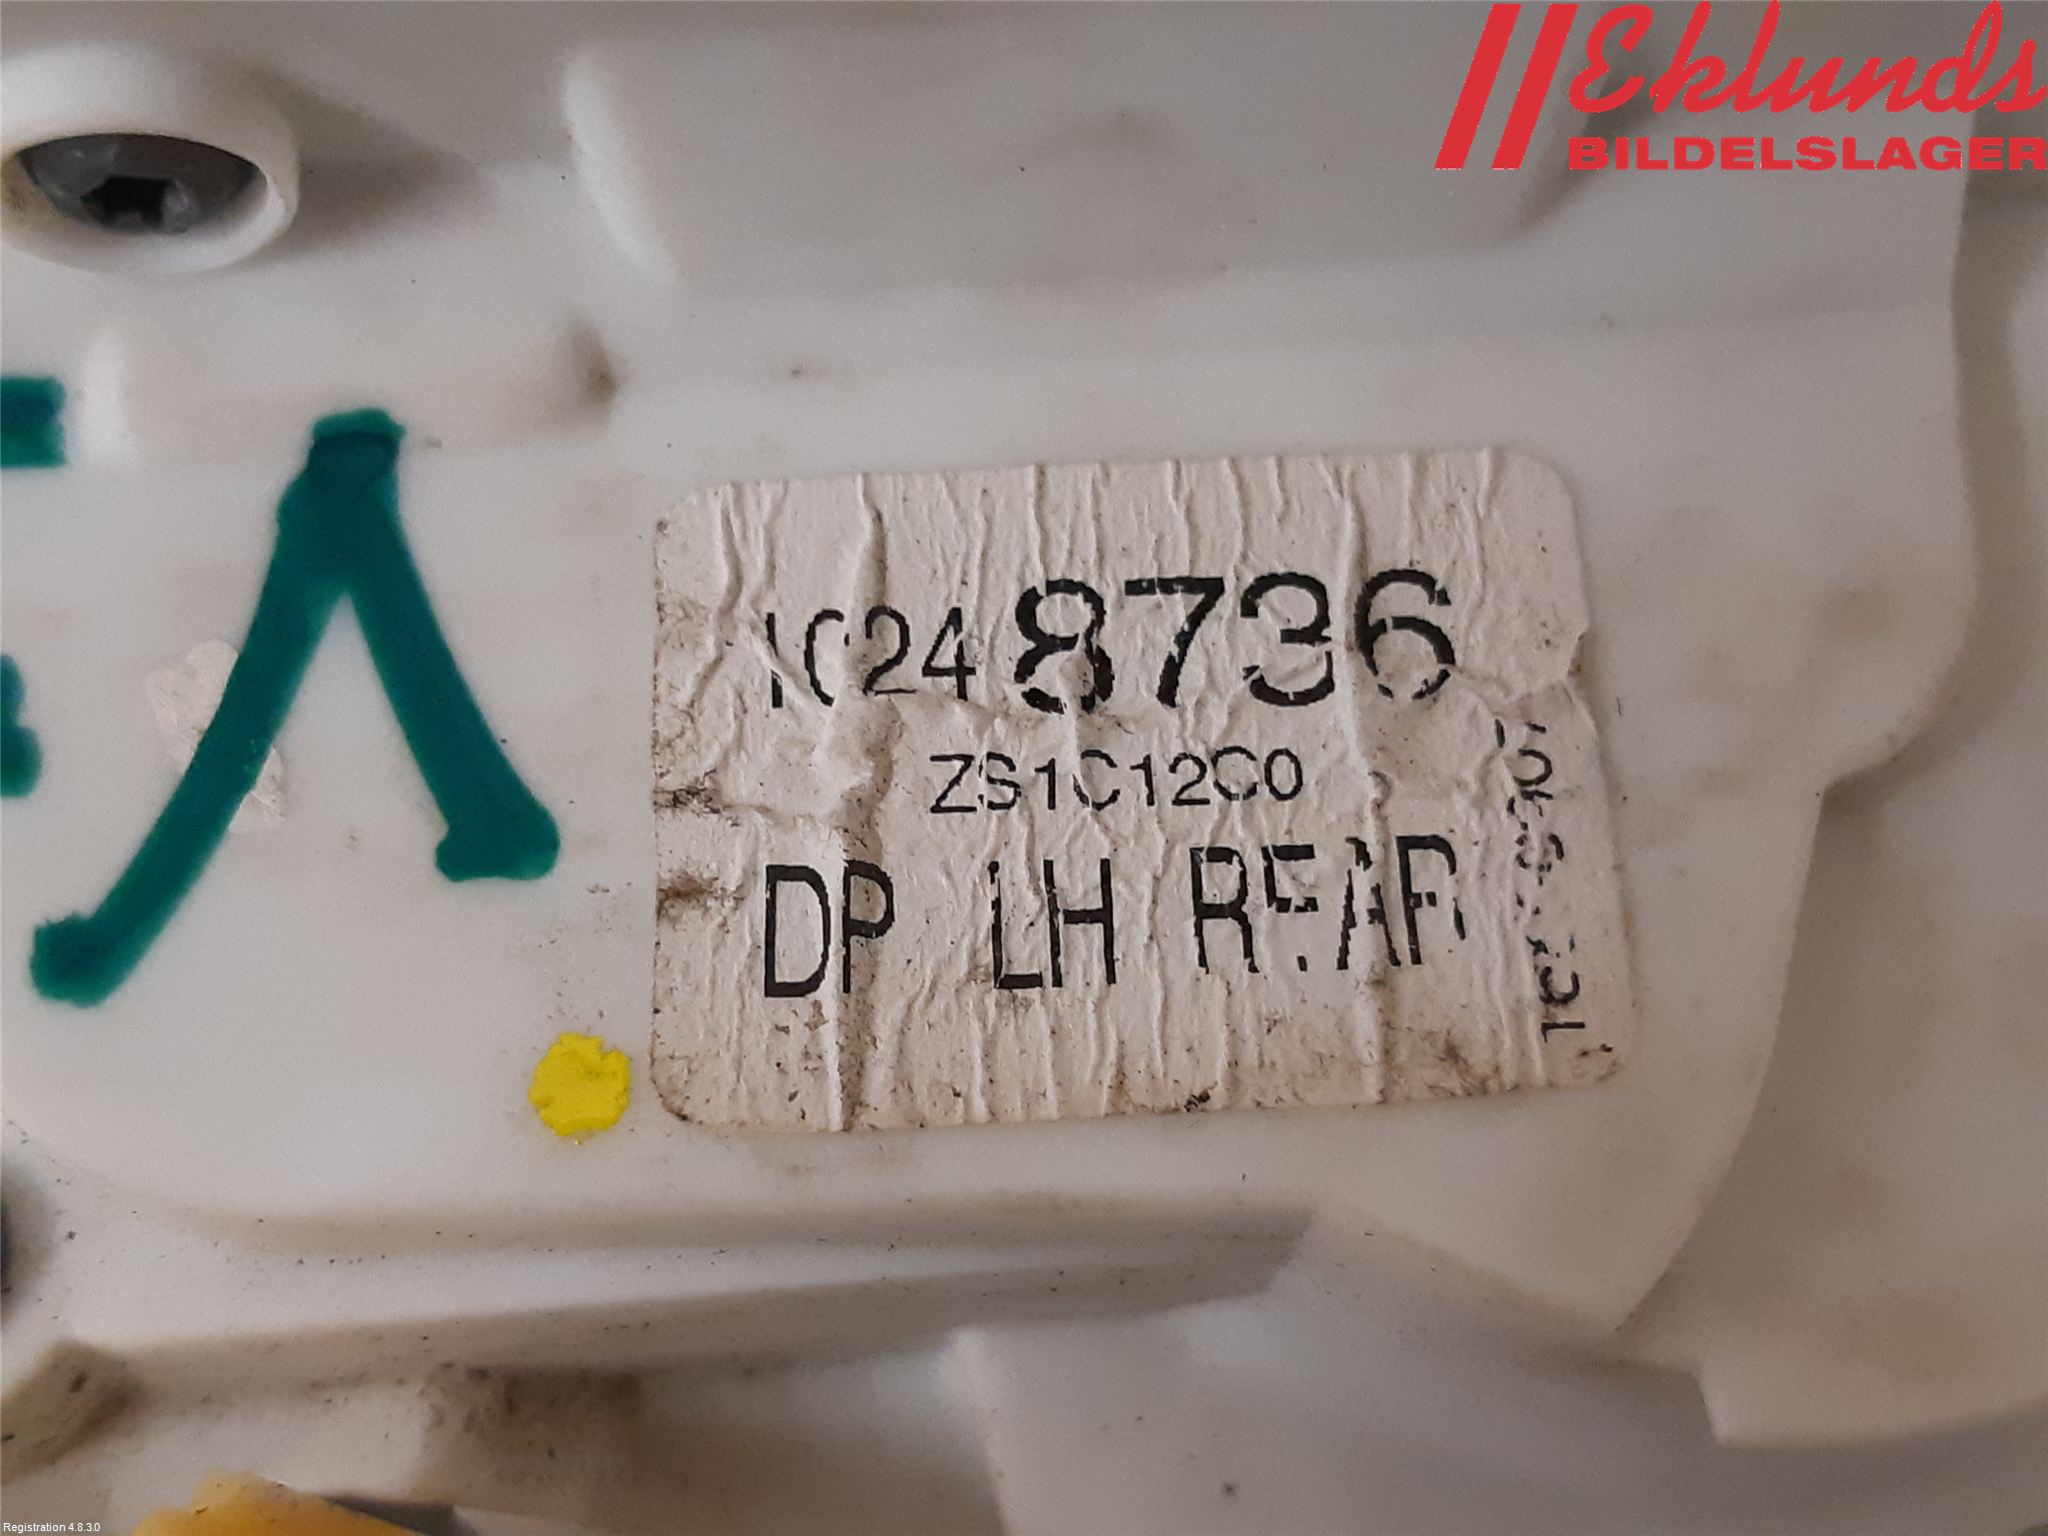 Eklunds
BILDELSLAGER
1024 8736
ZS1C12C0
DP LH REAR
Registration 4.8.3.0